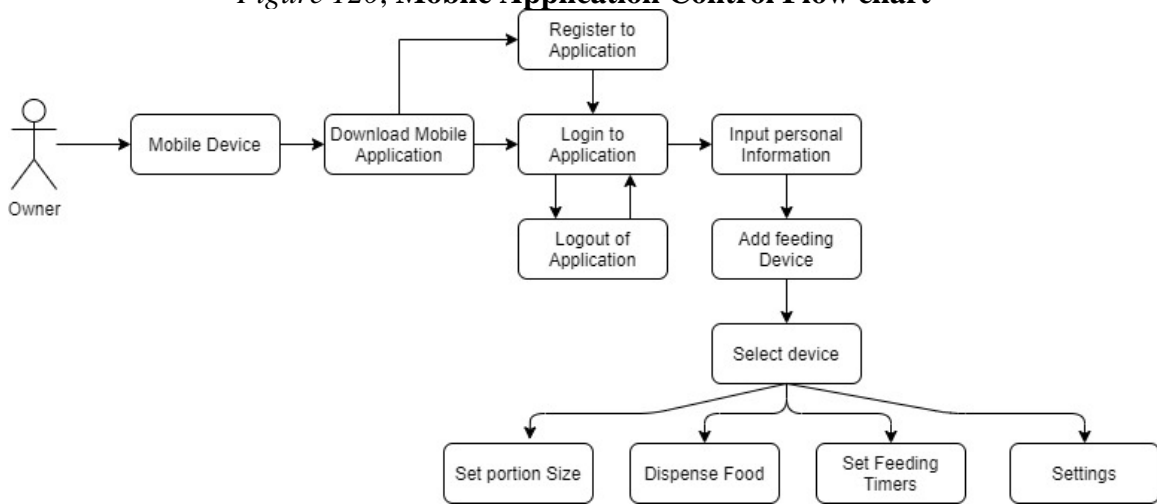 Mobile Application Control Flow chart
Register to
Application
Mobile Device
Download Mobile
Application
Login to
Application
Input personal
Information
Owner
Logout of
Application
Add feeding
Device
Select device
Set portion Size
Dispense Food
Set Feeding
Timers
Settings